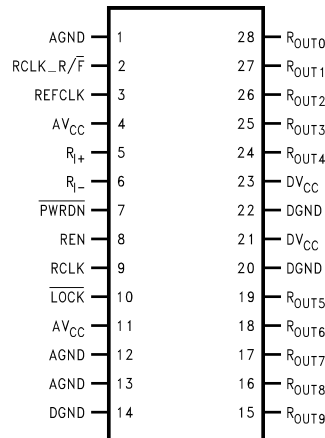 AGND 1 28 ROUT0
RCLK_R/F̅ 2 27 ROUT1
REFCLK 3 26 ROUT2
AVCC 4 25 ROUT3
RI+ 5 24 ROUT4
RI− 6 23 DVCC
P̅W̅R̅D̅N̅ 7 22 DGND
REN 8 21 DVCC
RCLK 9 20 DGND
L̅O̅C̅K̅ 10 19 ROUT5
AVCC 11 18 ROUT6
AGND 12 17 ROUT7
AGND 13 16 ROUT8
DGND 14 15 ROUT9